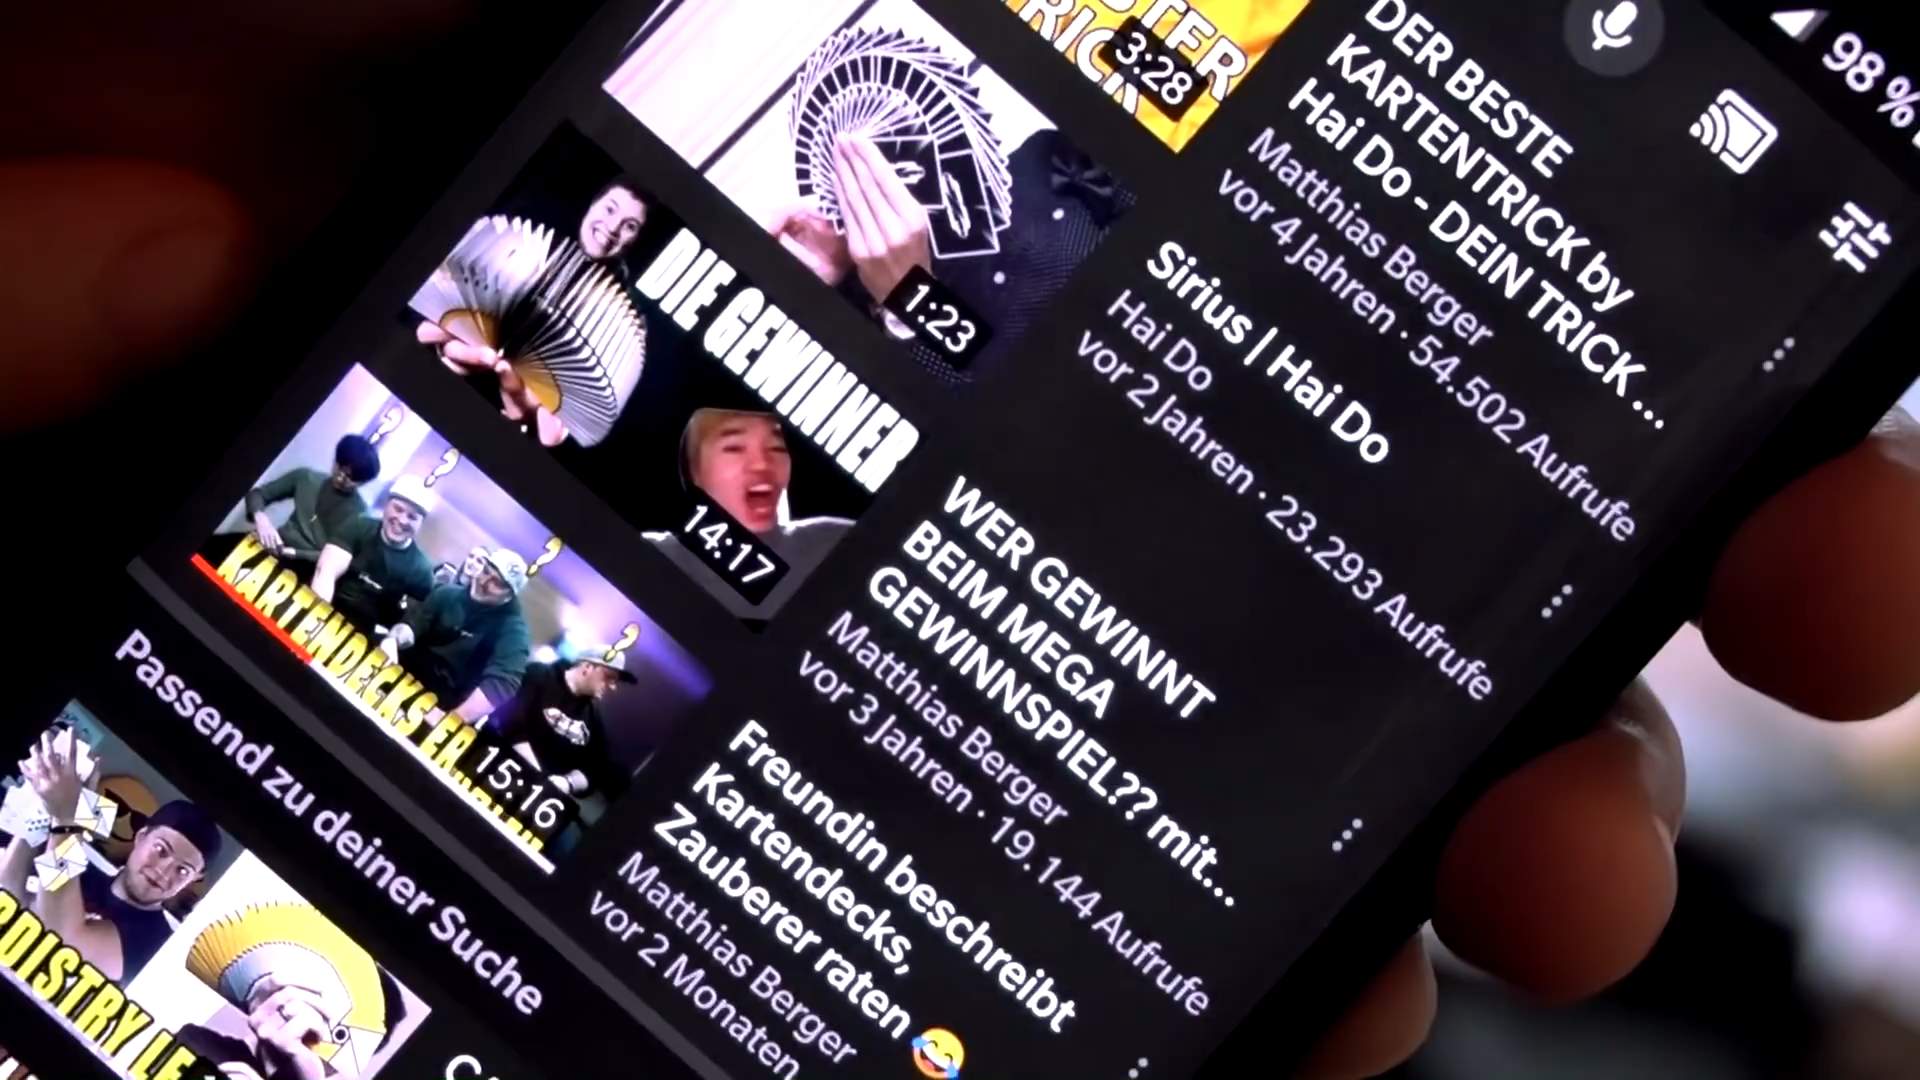 98 %
STER
TRICK
3:28
DER BESTE
KARTENTRICK by
Hai Do - DEIN TRICK ...
Matthias Berger
vor 4 Jahren · 54.502 Aufrufe
1:23
Sirius | Hai Do
Hai Do
vor 2 Jahren · 23.293 Aufrufe
DIE GEWINNER
14:17
WER GEWINNT
BEIM MEGA
GEWINNSPIEL?? mit...
Matthias Berger
vor 3 Jahren · 19.144 Aufrufe
? ? ? ?
KARTENDECKS
15:16
Freundin beschreibt
Kartendecks,
Zauberer raten 😂
Matthias Berger
vor 2 Monaten
Passend zu deiner Suche